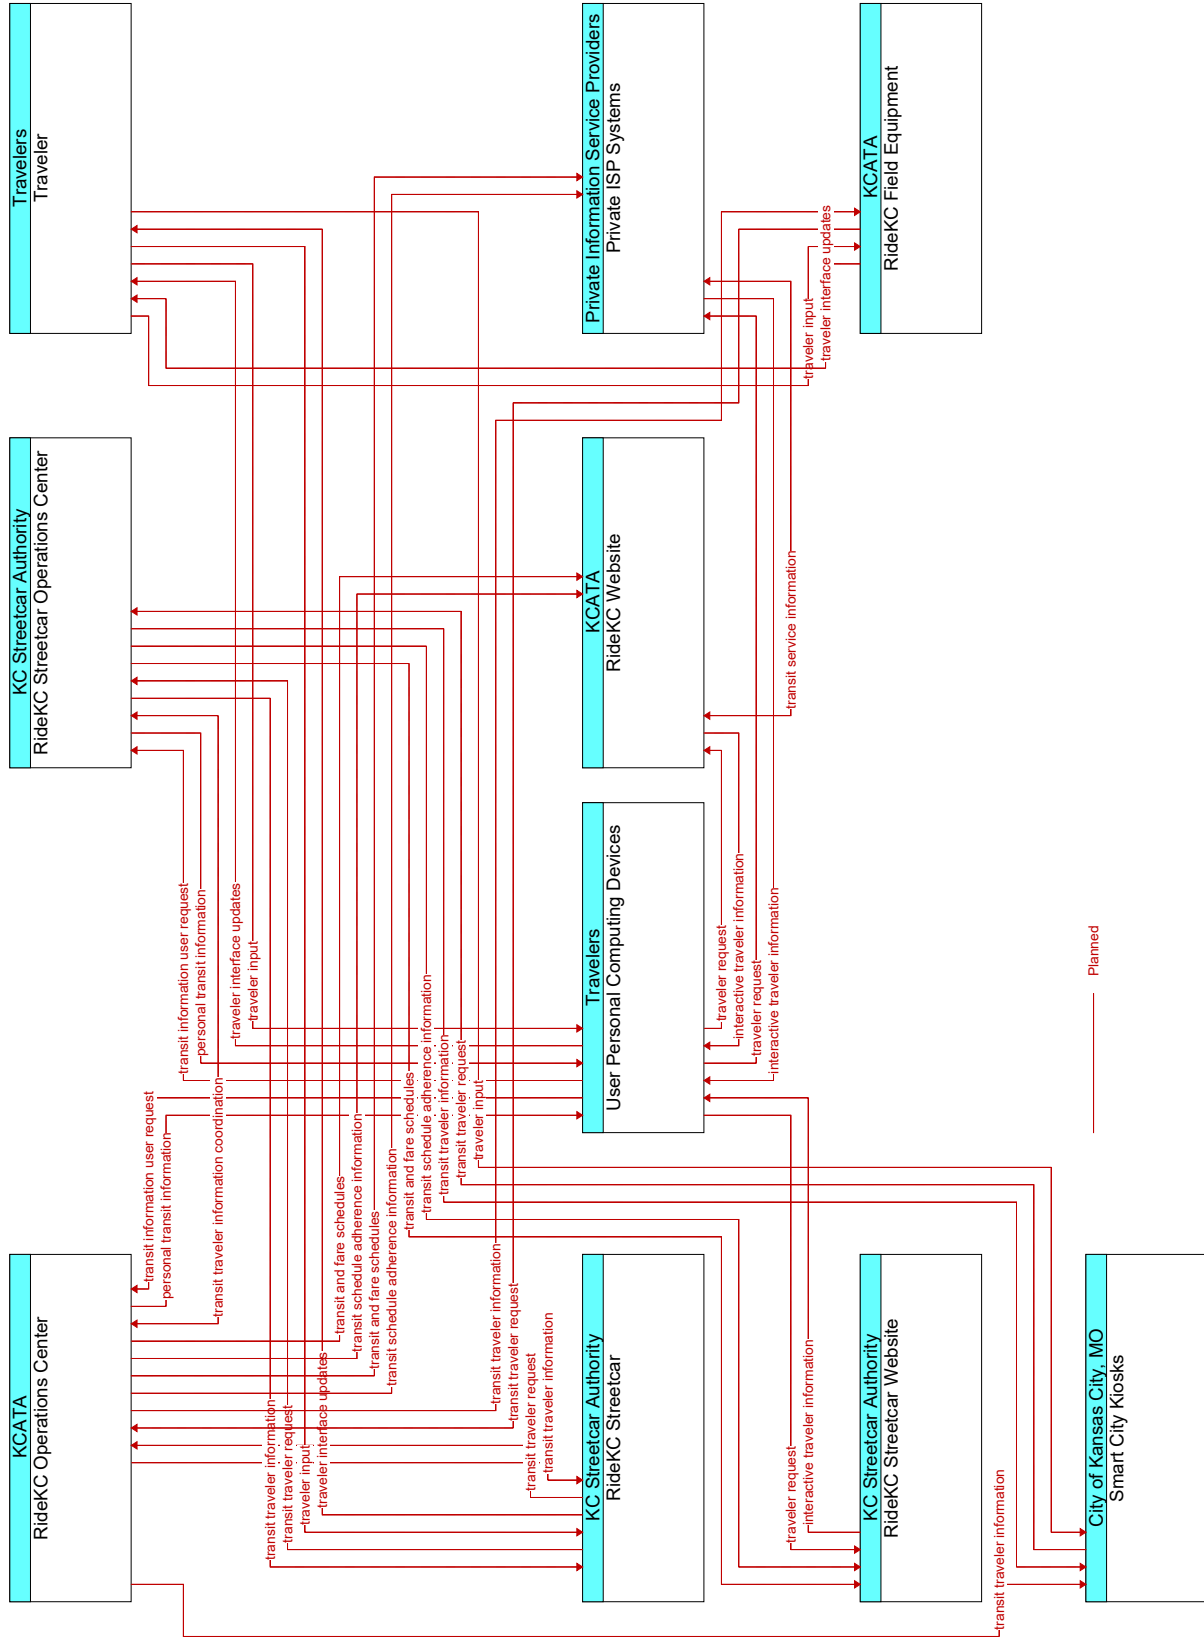 KCATA
RideKC Operations Center
KC Streetcar Authority
RideKC Streetcar Operations Center
Travelers
Traveler
transit information user request
personal transit information
transit traveler information coordination
transit information user request
personal transit information
traveler interface updates
traveler input
transit traveler information
transit traveler request
traveler input
traveler interface updates
transit and fare schedules
transit schedule adherence information
transit and fare schedules
transit schedule adherence information
transit and fare schedules
transit schedule adherence information
transit traveler information
transit traveler request
traveler input
transit traveler information
transit traveler request
transit traveler request
transit traveler information
KC Streetcar Authority
RideKC Streetcar
Travelers
User Personal Computing Devices
KCATA
RideKC Website
Private Information Service Providers
Private ISP Systems
traveler request
interactive traveler information
traveler request
interactive traveler information
transit service information
traveler input
traveler interface updates
traveler request
interactive traveler information
KC Streetcar Authority
RideKC Streetcar Website
KCATA
RideKC Field Equipment
transit traveler information
City of Kansas City, MO
Smart City Kiosks
Planned